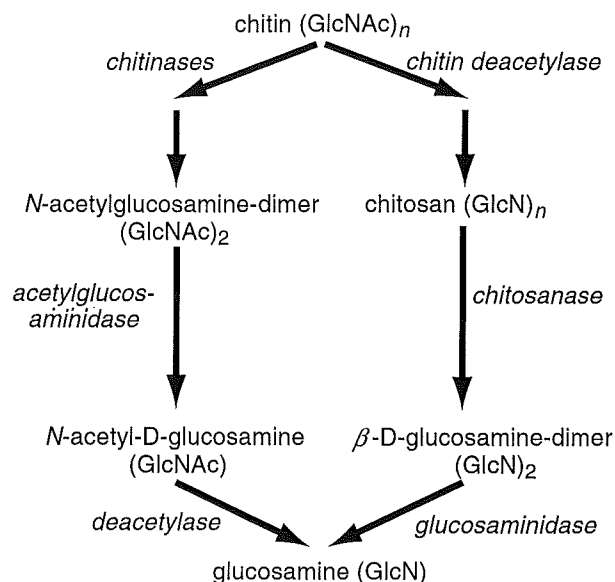 chitin (GlcNAc)n
chitinases
chitin deacetylase
N-acetylglucosamine-dimer
(GlcNAc)2
chitosan (GlcN)n
acetylglucos-
aminidase
chitosanase
N-acetyl-D-glucosamine
(GlcNAc)
β-D-glucosamine-dimer
(GlcN)2
deacetylase
glucosaminidase
glucosamine (GlcN)